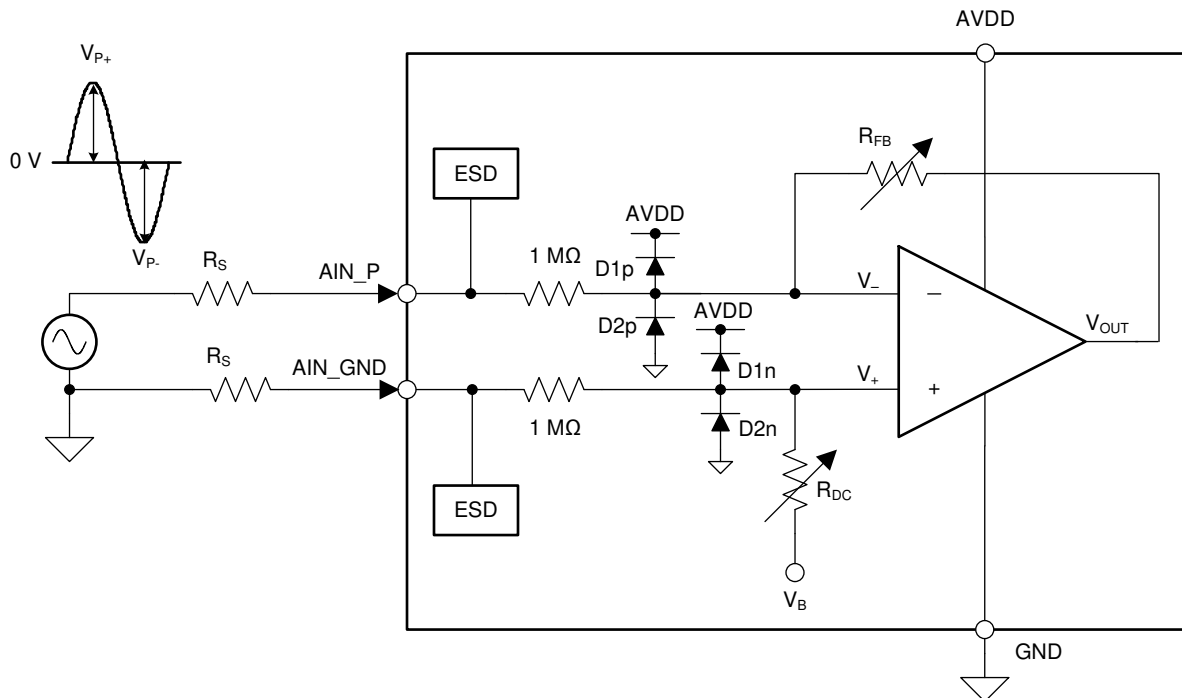 AVDD
V_P+
0 V
V_P-
R_FB
ESD
AVDD
1 MΩ
D1p
R_S
AIN_P
V_–
–
D2p
AVDD
V_OUT
R_S
AIN_GND
D1n
V_+
+
1 MΩ
D2n
R_DC
ESD
V_B
GND